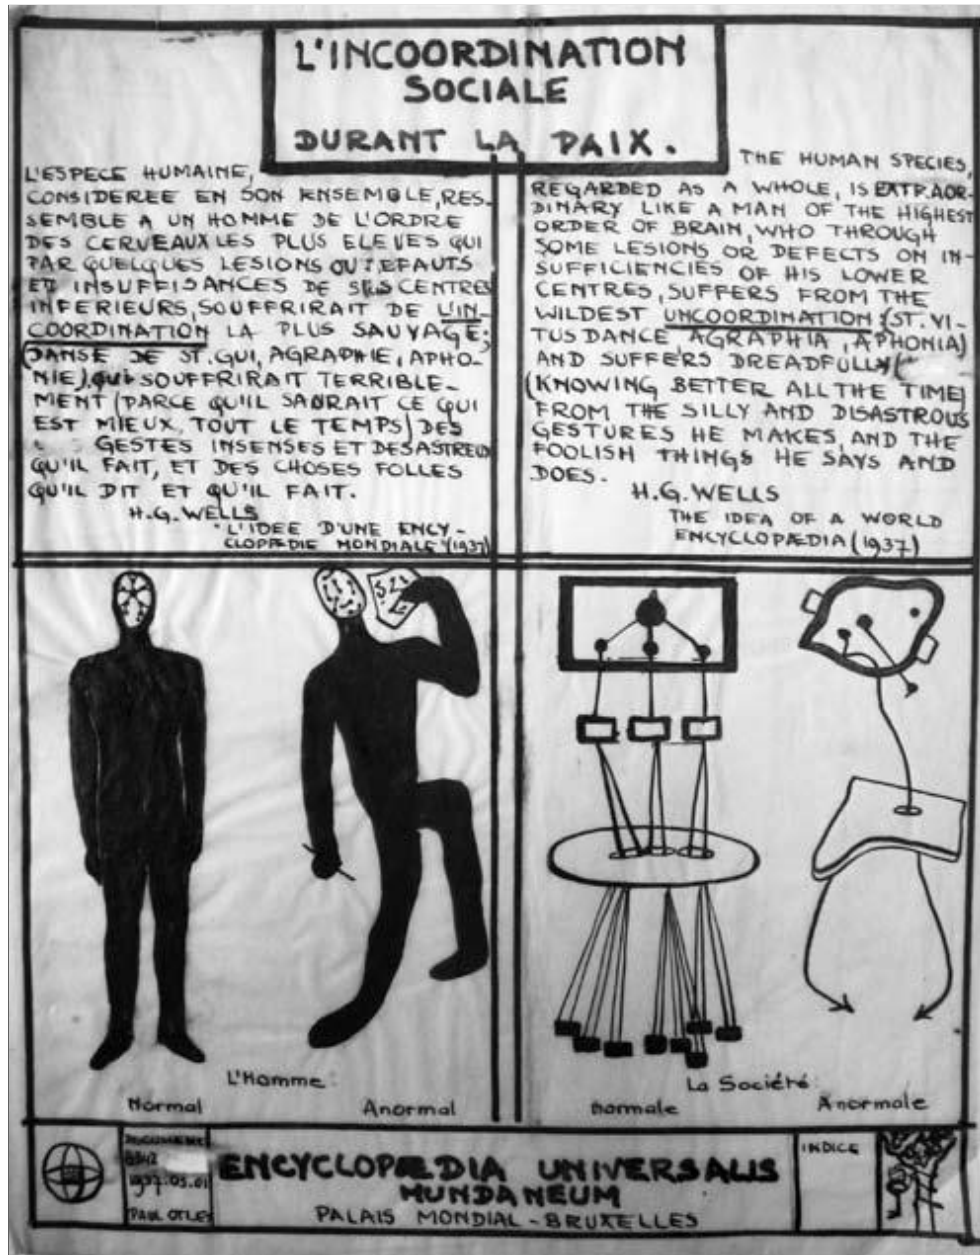 L'INCOORDINATION
SOCIALE
DURANT LA PAIX.
L'ESPECE HUMAINE,
CONSIDEREE EN SON ENSEMBLE, RES-
SEMBLE A UN HOMME DE L'ORDRE
DES CERVEAUX LES PLUS ELEVES QUI
PAR QUELQUES LESIONS OU DEFAUTS
ET INSUFFISANCES DE SES CENTRES
INFERIEURS, SOUFFRIRAIT DE L'IN-
COORDINATION LA PLUS SAUVAGE;
(DANSE DE ST. GUI, AGRAPHIE, APHO-
NIE) QUI SOUFFRIRAIT TERRIBLE-
MENT (PARCE QU'IL SAURAIT CE QUI
EST MIEUX, TOUT LE TEMPS) DES
GESTES INSENSES ET DESASTREUX
QU'IL FAIT, ET DES CHOSES FOLLES
QU'IL DIT ET QU'IL FAIT.
H.G. WELLS
"L'IDEE D'UNE ENCY-
CLOPÆDIE MONDIALE" (1937)
THE HUMAN SPECIES,
REGARDED AS A WHOLE, IS EXTRAOR-
DINARY LIKE A MAN OF THE HIGHEST
ORDER OF BRAIN, WHO THROUGH
SOME LESIONS OR DEFECTS ON IN-
SUFFICIENCIES OF HIS LOWER
CENTRES, SUFFERS FROM THE
WILDEST UNCOORDINATION (ST. VI-
TUS DANCE, AGRAPHIA, APHONIA)
AND SUFFERS DREADFULLY
(KNOWING BETTER ALL THE TIME)
FROM THE SILLY AND DISASTROUS
GESTURES HE MAKES, AND THE
FOOLISH THINGS HE SAYS AND
DOES.
H.G. WELLS
THE IDEA OF A WORLD
ENCYCLOPÆDIA (1937)
L'Homme:
Normal
Anormal
La Société:
normale
Anormale
DOCUMENT
1937.05.01
PAUL OTLET
ENCYCLOPÆDIA UNIVERSALIS
MUNDANEUM
PALAIS MONDIAL - BRUXELLES
INDICE